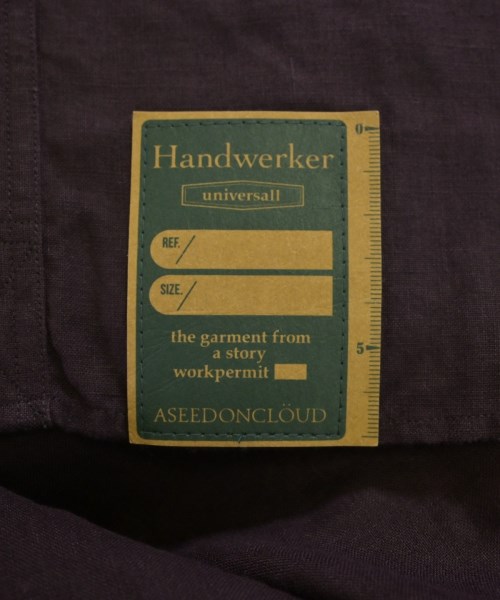 Handwerker
universall
REF. /
SIZE. /
the garment from
a story
workpermit
ASEEDONCLÖUD
0
5